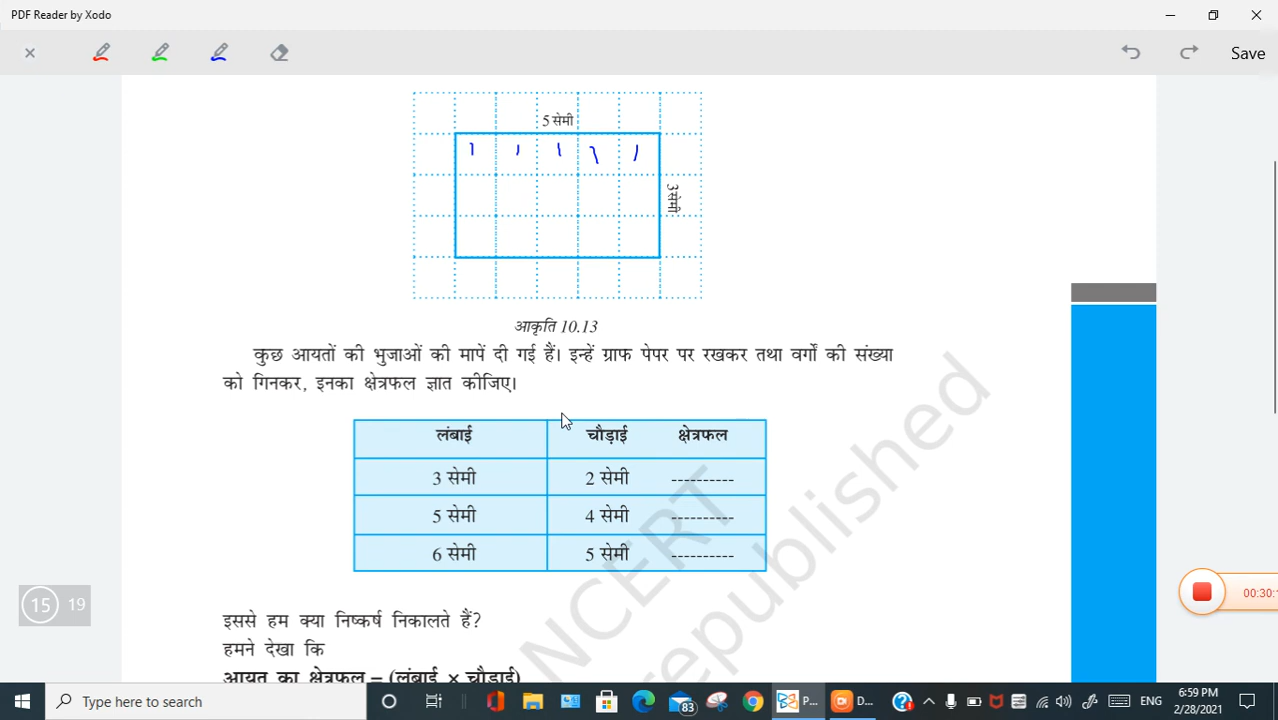 PDF Reader by Xodo
Save
5 सेमी
3 सेमी
आकृति 10.13
कुछ आयतों की भुजाओं की मापें दी गई हैं। इन्हें ग्राफ पेपर पर रखकर तथा वर्गों की संख्या
को गिनकर, इनका क्षेत्रफल ज्ञात कीजिए।
लंबाई चौड़ाई क्षेत्रफल
3 सेमी 2 सेमी ----------
5 सेमी 4 सेमी ----------
6 सेमी 5 सेमी ----------
15 19
00:30:
इससे हम क्या निष्कर्ष निकालते हैं?
हमने देखा कि
आयत का क्षेत्रफल = (लंबाई × चौड़ाई)
NCERT
republished
Type here to search
83
P...
D...
ENG
6:59 PM
2/28/2021